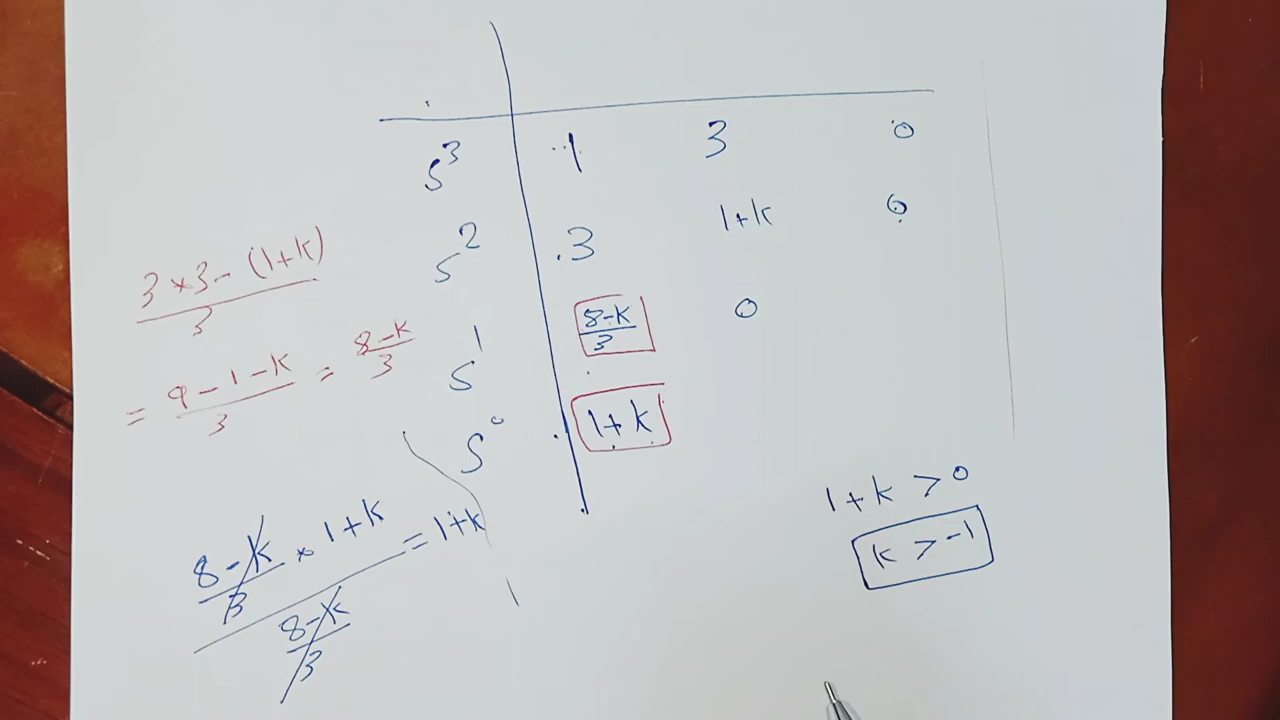 s³ 1 3 0
s² 3 1+k 0
s¹ 8-k/3 0
s⁰ 1+k
3×3-(1+k)/3
= 9-1-k/3 = 8-k/3
8-k/3 × 1+k / 8-k/3 = 1+k
1+k > 0
k > -1